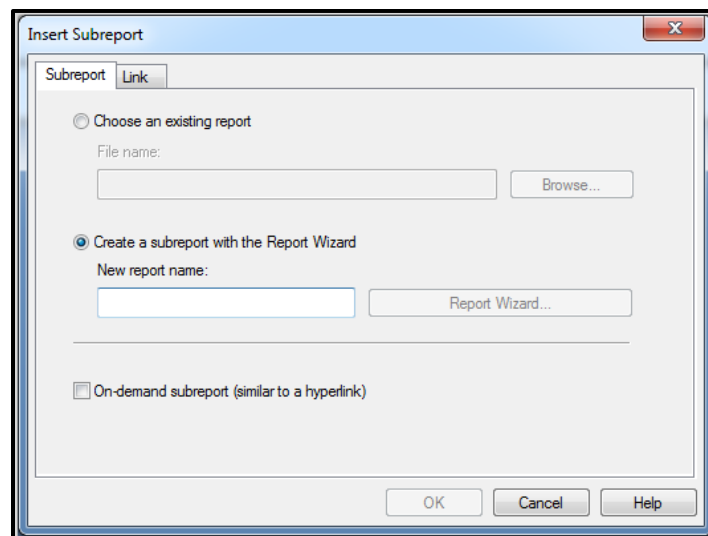 Insert Subreport
X
Subreport Link
Choose an existing report
File name:
Browse...
Create a subreport with the Report Wizard
New report name:
Report Wizard...
On-demand subreport (similar to a hyperlink)
OK Cancel Help